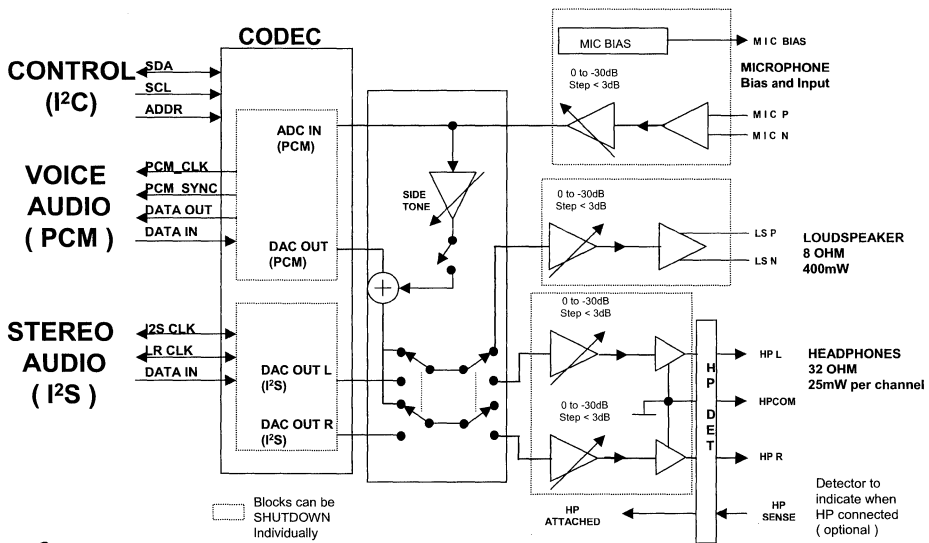 CODEC
CONTROL
(I²C)
SDA
SCL
ADDR
VOICE
AUDIO
( PCM )
PCM_CLK
PCM_SYNC
DATA OUT
DATA IN
STEREO
AUDIO
( I²S )
I2S CLK
LR CLK
DATA IN
ADC IN
(PCM)
DAC OUT
(PCM)
DAC OUT L
(I²S)
DAC OUT R
(I²S)
SIDE
TONE
+
MIC BIAS
MIC BIAS
0 to -30dB
Step < 3dB
MICROPHONE
Bias and Input
MIC P
MIC N
0 to -30dB
Step < 3dB
LS P
LS N
LOUDSPEAKER
8 OHM
400mW
0 to -30dB
Step < 3dB
0 to -30dB
Step < 3dB
HP DET
HP L
HPCOM
HP R
HEADPHONES
32 OHM
25mW per channel
HP
ATTACHED
HP
SENSE
Detector to
indicate when
HP connected
( optional )
Blocks can be
SHUTDOWN
Individually